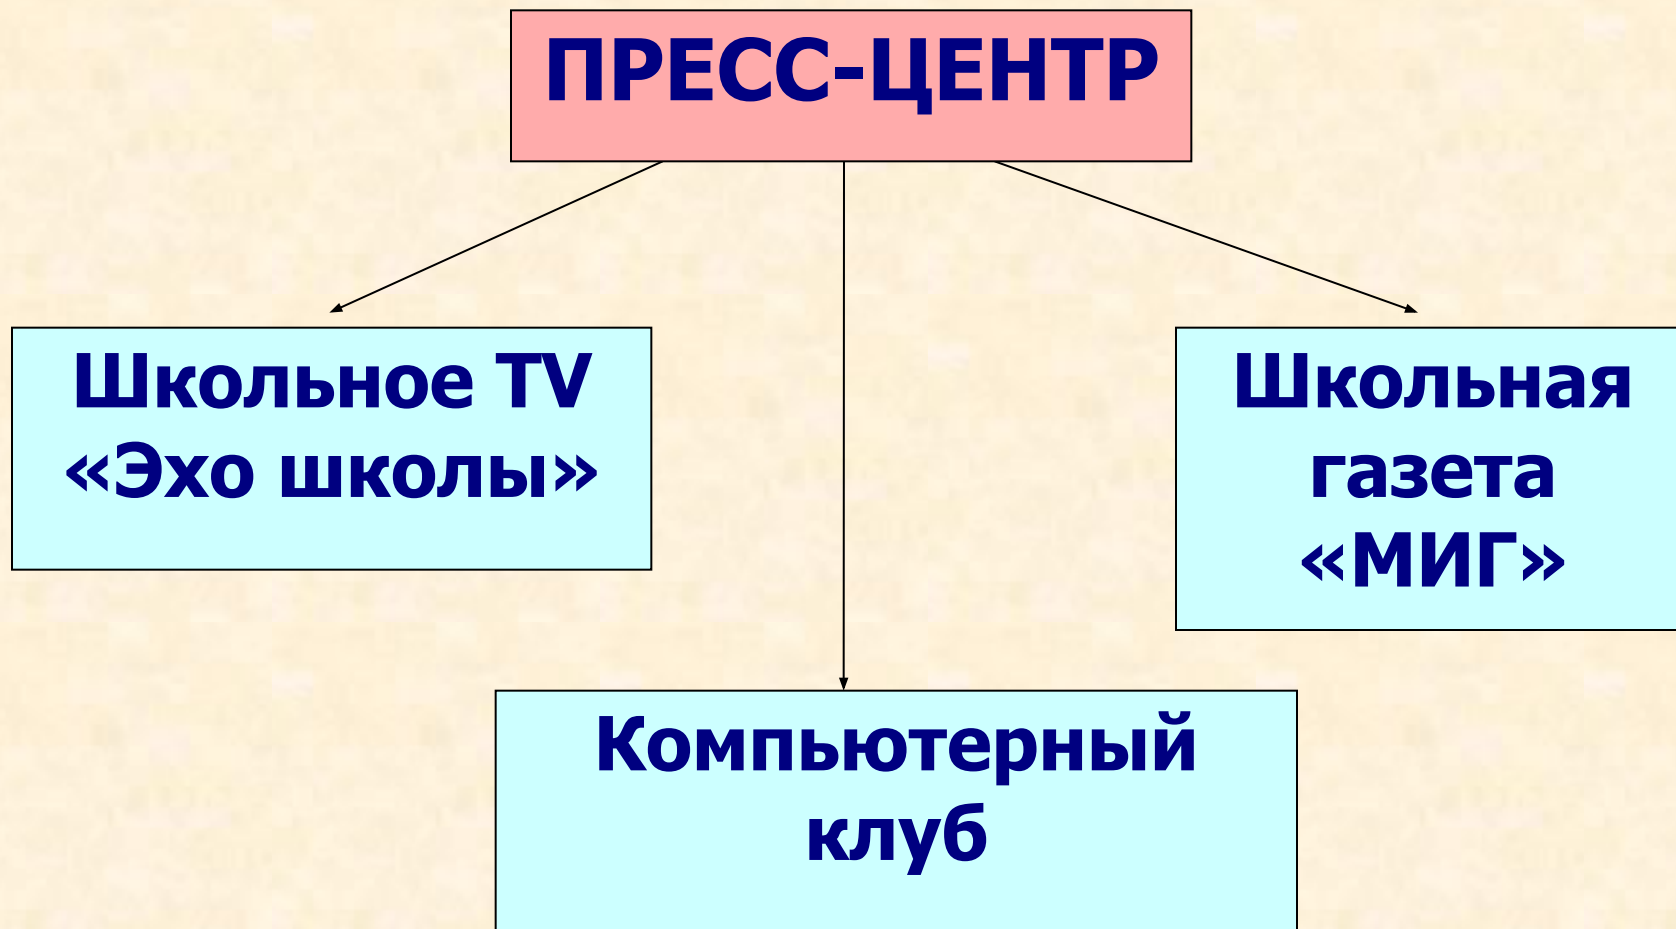 ПРЕСС-ЦЕНТР
Школьное TV
«Эхо школы»
Школьная
газета
«МИГ»
Компьютерный
клуб